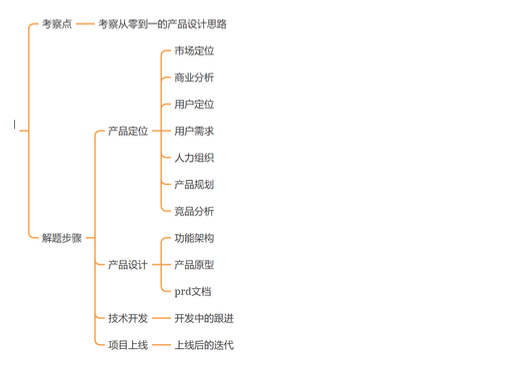 考察点
考察从零到一的产品设计思路
解题步骤
产品定位
市场定位
商业分析
用户定位
用户需求
人力组织
产品规划
竞品分析
产品设计
功能架构
产品原型
prd文档
技术开发
开发中的跟进
项目上线
上线后的迭代